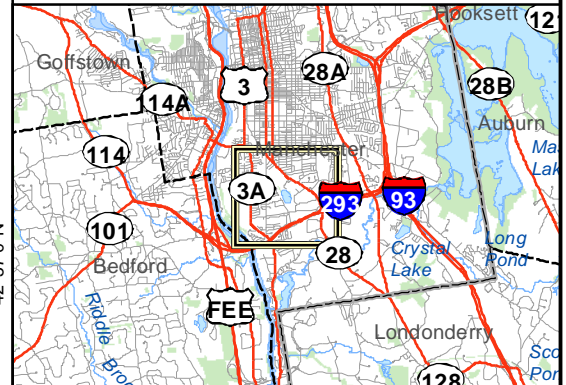 Hooksett
121
Goffstown
28A
3
28B
114A
Auburn
114
Manchester
3A
293
93
101
28
Crystal
Lake
Long
Pond
Bedford
FEE
Riddle
Londonderry
128